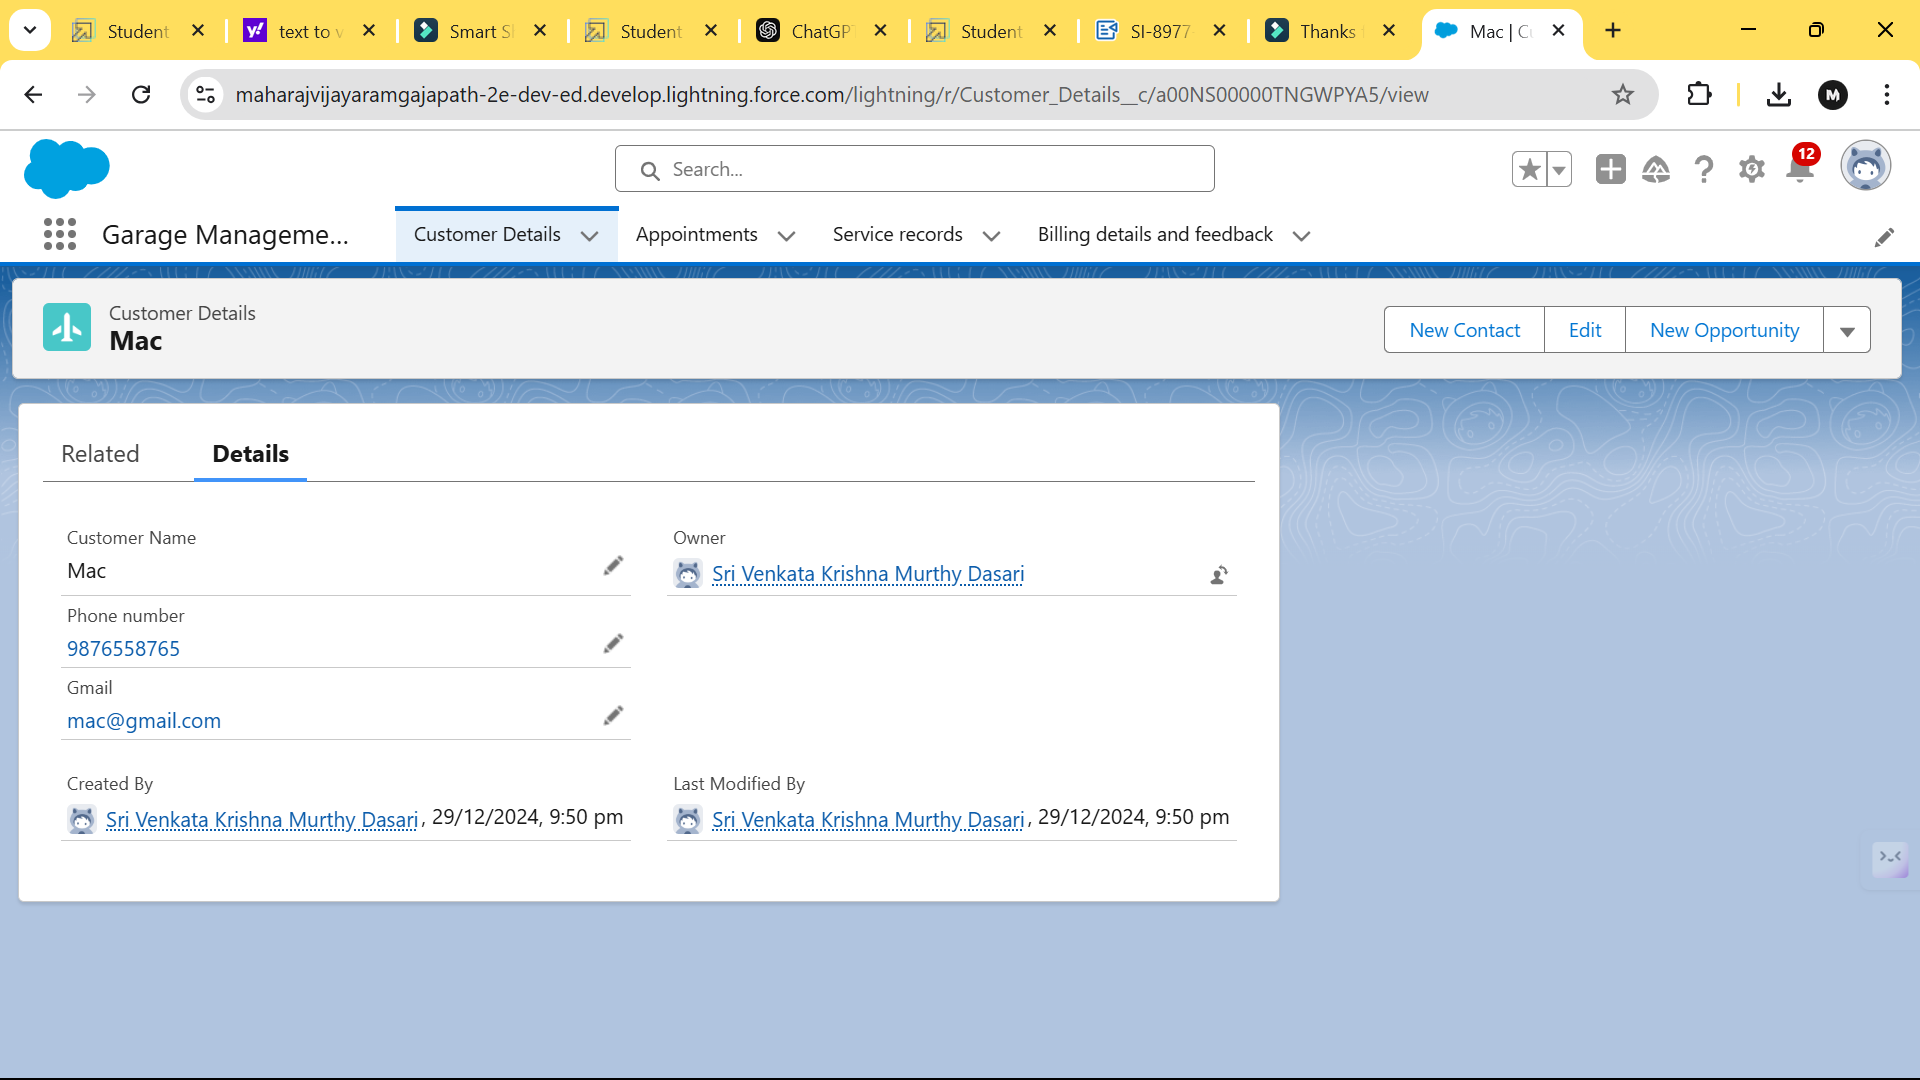 Student
text to v
Smart Sl
Student
ChatGPT
Student
SI-8977-
Thanks f
Mac | Cu
maharajvijayaramgajapath-2e-dev-ed.develop.lightning.force.com/lightning/r/Customer_Details__c/a00NS00000TNGWPYA5/view
M
Search...
12
Garage Manageme...
Customer Details
Appointments
Service records
Billing details and feedback
Customer Details
Mac
New Contact
Edit
New Opportunity
Related
Details
Customer Name
Mac
Owner
Sri Venkata Krishna Murthy Dasari
Phone number
9876558765
Gmail
mac@gmail.com
Created By
Sri Venkata Krishna Murthy Dasari, 29/12/2024, 9:50 pm
Last Modified By
Sri Venkata Krishna Murthy Dasari, 29/12/2024, 9:50 pm